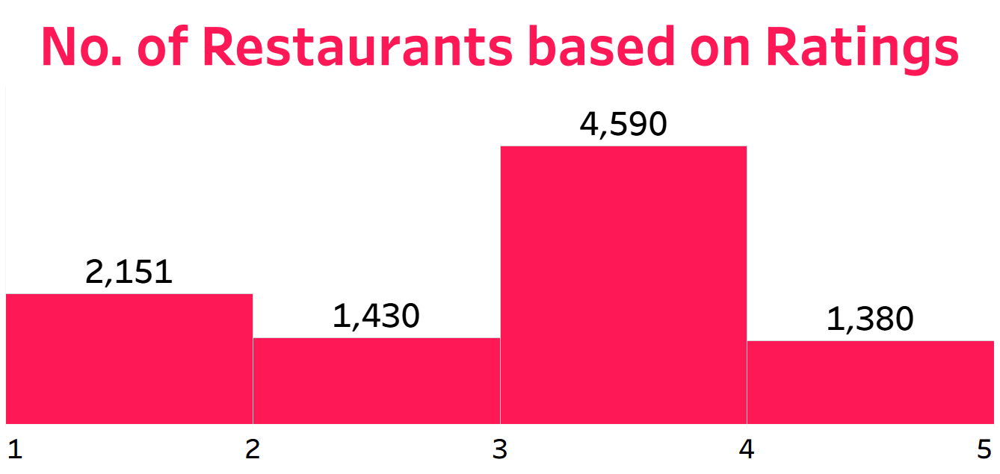 No. of Restaurants based on Ratings
4,590
2,151
1,430
1,380
1 2 3 4 5